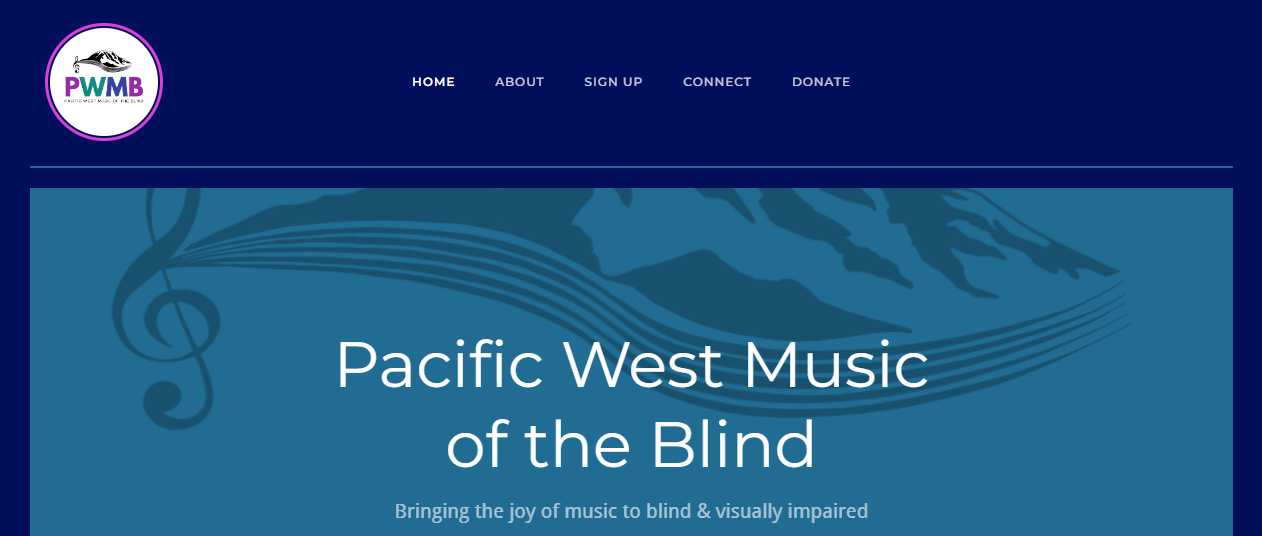 PWMB
PACIFIC WEST MUSIC OF THE BLIND
HOME ABOUT SIGN UP CONNECT DONATE
Pacific West Music
of the Blind
Bringing the joy of music to blind & visually impaired